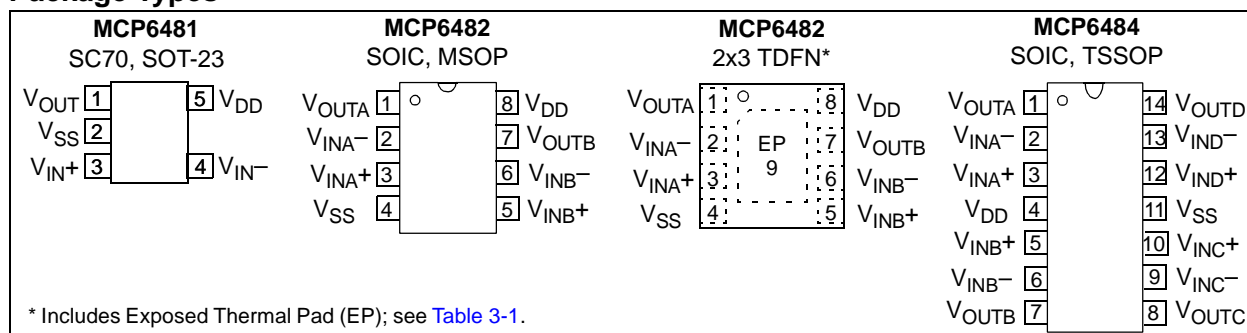 Package Types
MCP6481
SC70, SOT-23
VOUT 1
VSS 2
VIN+ 3
5 VDD
4 VIN–
MCP6482
SOIC, MSOP
VOUTA 1
VINA– 2
VINA+ 3
VSS 4
8 VDD
7 VOUTB
6 VINB–
5 VINB+
MCP6482
2x3 TDFN*
VOUTA 1
VINA– 2
VINA+ 3
VSS 4
EP
9
8 VDD
7 VOUTB
6 VINB–
5 VINB+
MCP6484
SOIC, TSSOP
VOUTA 1
VINA– 2
VINA+ 3
VDD 4
VINB+ 5
VINB– 6
VOUTB 7
14 VOUTD
13 VIND–
12 VIND+
11 VSS
10 VINC+
9 VINC–
8 VOUTC
* Includes Exposed Thermal Pad (EP); see Table 3-1.